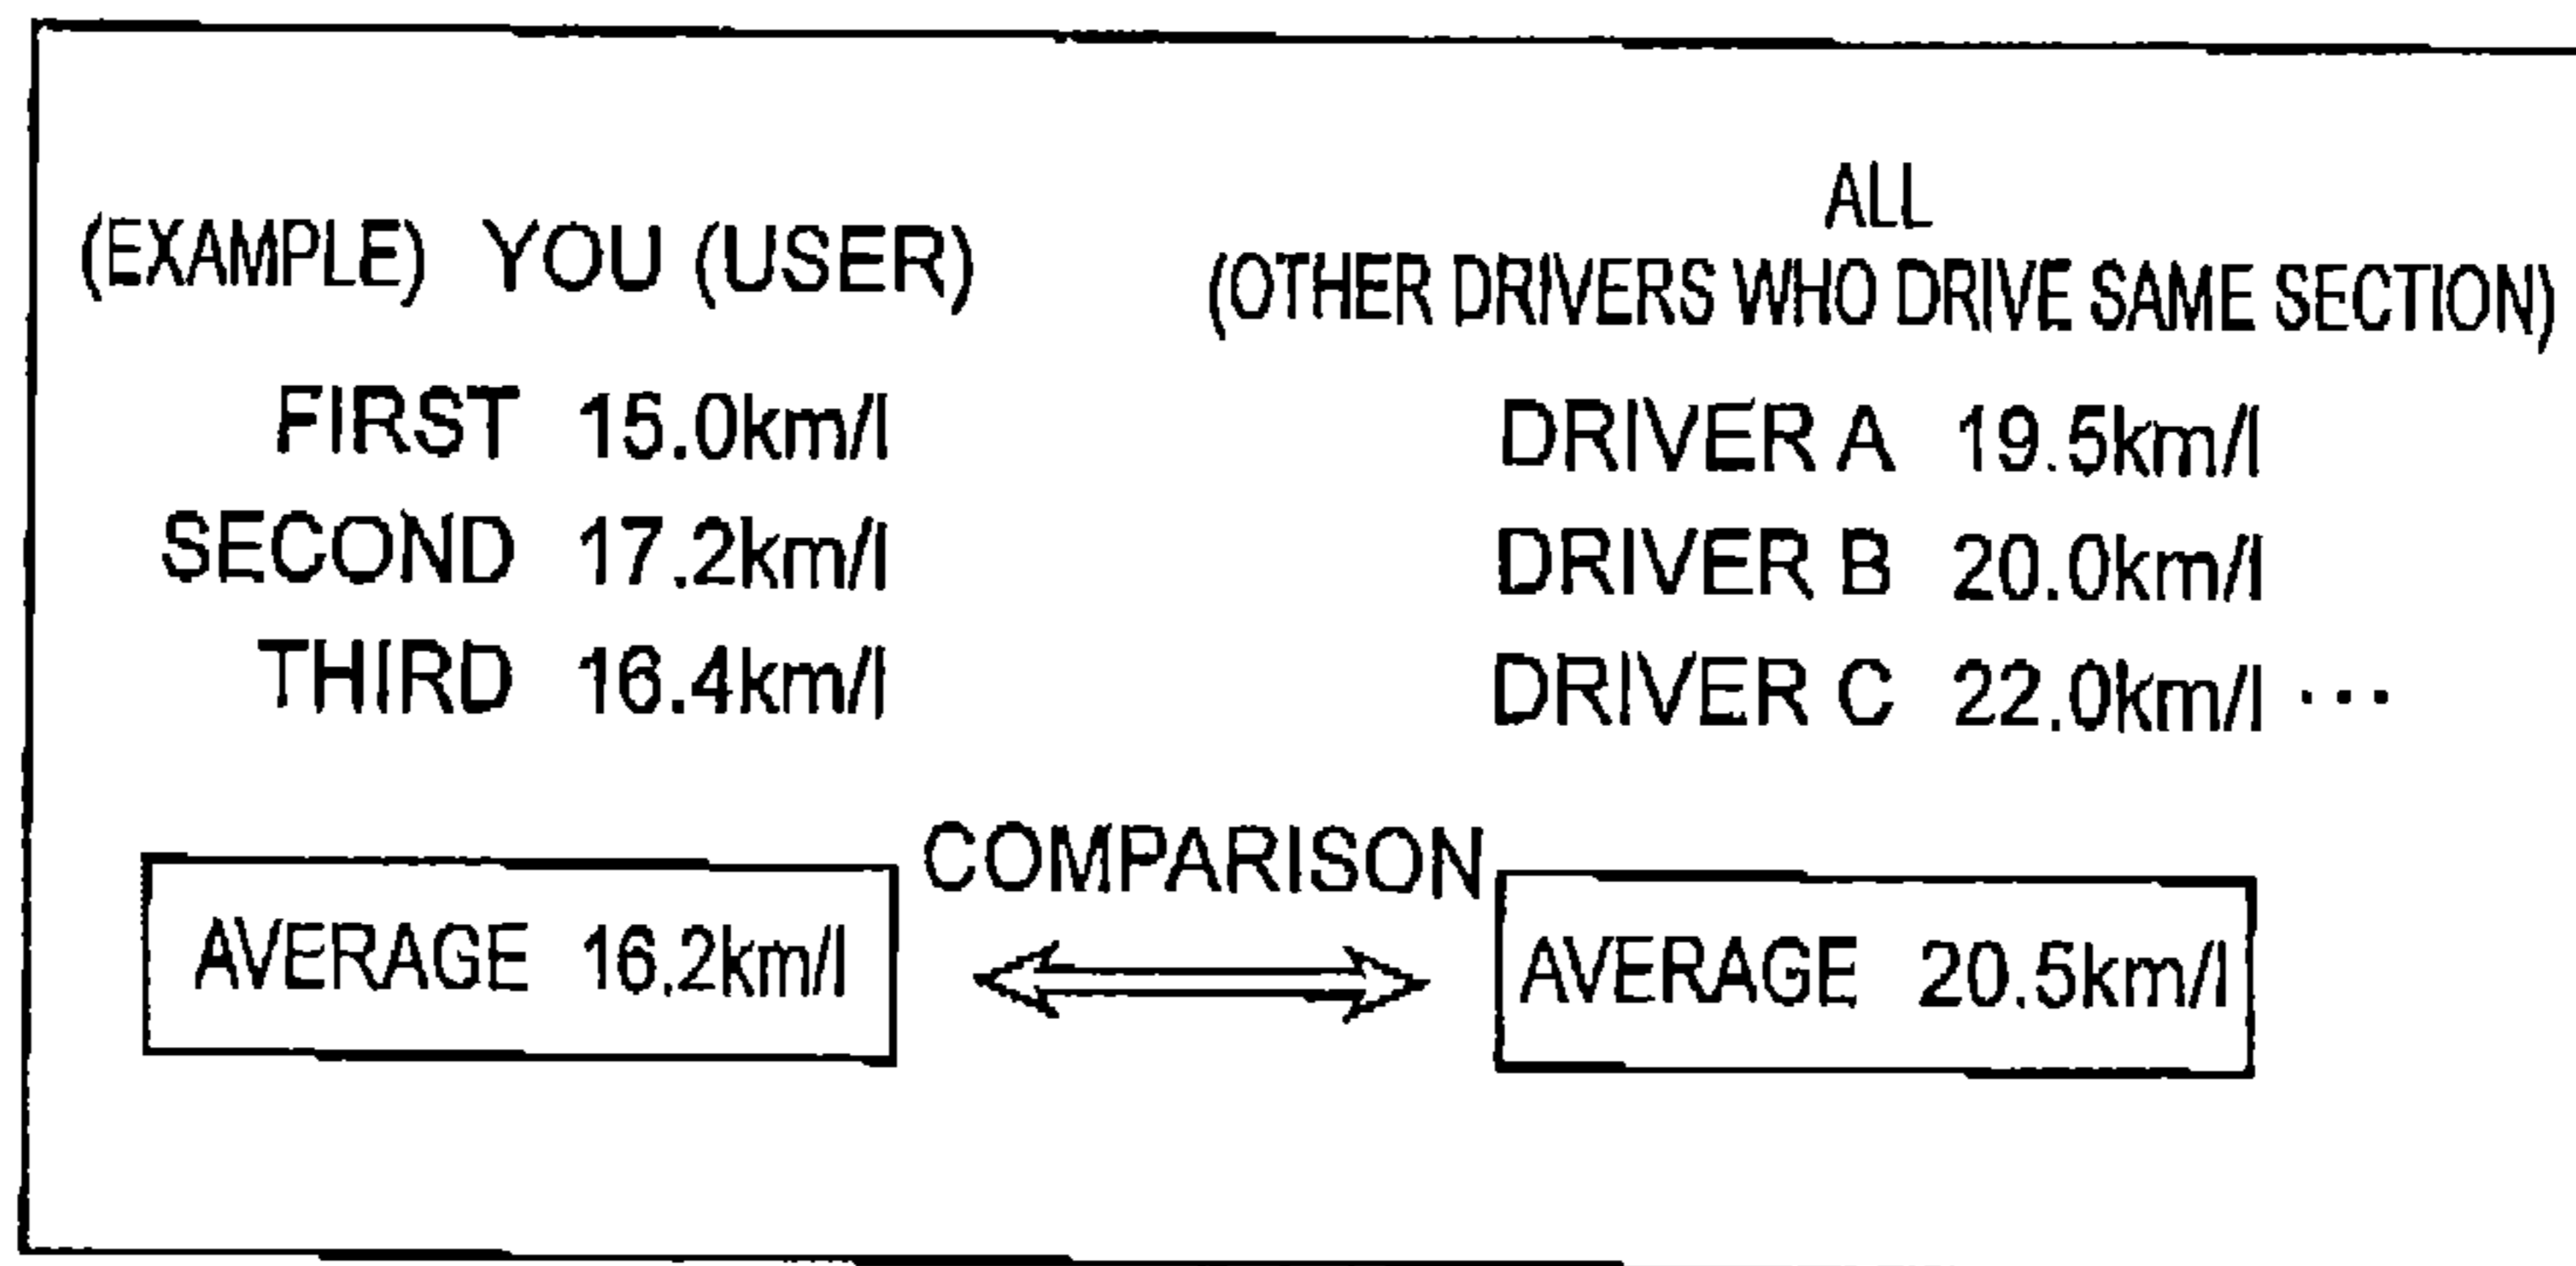 (EXAMPLE) YOU (USER)
FIRST 15.0km/l
SECOND 17.2km/l
THIRD 16.4km/l
AVERAGE 16.2km/l
COMPARISON
ALL
(OTHER DRIVERS WHO DRIVE SAME SECTION)
DRIVER A 19.5km/l
DRIVER B 20.0km/l
DRIVER C 22.0km/l ···
AVERAGE 20.5km/l